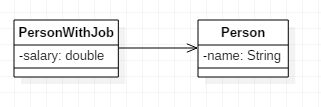 PersonWithJob
-salary: double
Person
-name: String